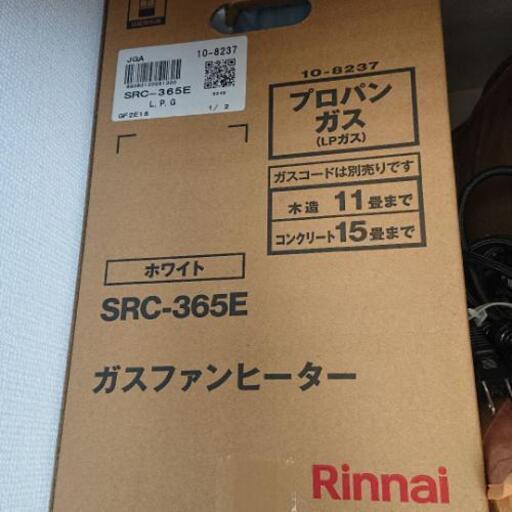 JGA
10-8237
SRC-365E
L.P.G
GF2E18
1/2
10-8237
プロパン
ガス
(LPガス)
ガスコードは別売りです
木造 11畳まで
コンクリート15畳まで
ホワイト
SRC-365E
ガスファンヒーター
Rinnai